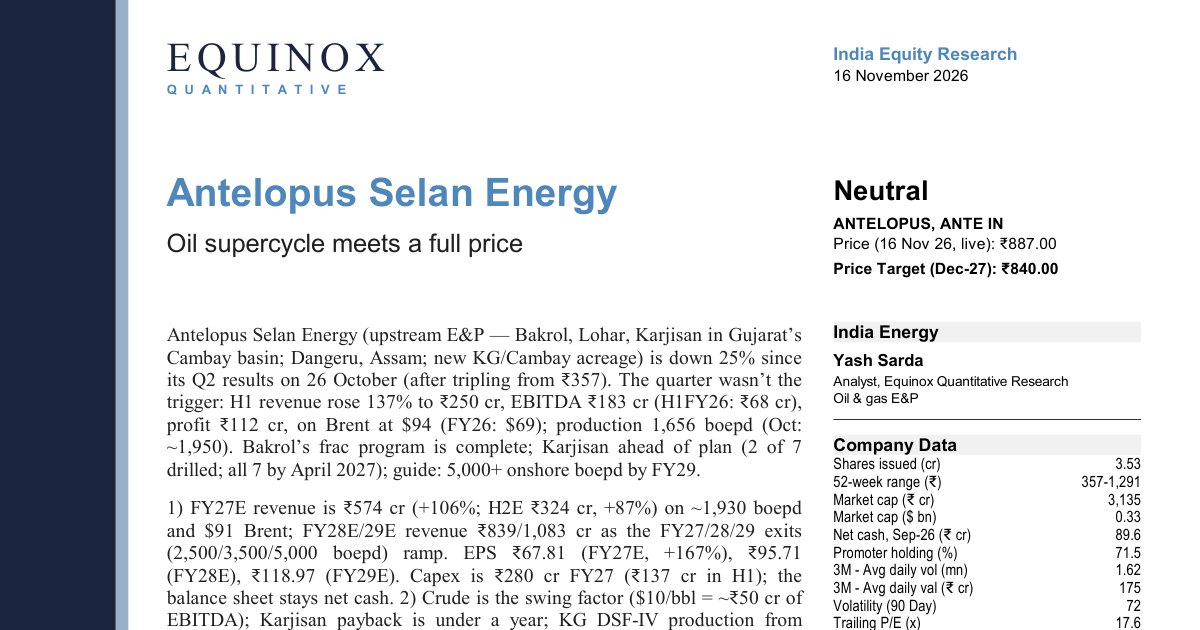 EQUINOX
QUANTITATIVE
India Equity Research
16 November 2026
Antelopus Selan Energy
Oil supercycle meets a full price
Neutral
ANTELOPUS, ANTE IN
Price (16 Nov 26, live): ₹887.00
Price Target (Dec-27): ₹840.00
Antelopus Selan Energy (upstream E&P — Bakrol, Lohar, Karjisan in Gujarat’s
Cambay basin; Dangeru, Assam; new KG/Cambay acreage) is down 25% since
its Q2 results on 26 October (after tripling from ₹357). The quarter wasn’t the
trigger: H1 revenue rose 137% to ₹250 cr, EBITDA ₹183 cr (H1FY26: ₹68 cr),
profit ₹112 cr, on Brent at $94 (FY26: $69); production 1,656 boepd (Oct:
~1,950). Bakrol’s frac program is complete; Karjisan ahead of plan (2 of 7
drilled; all 7 by April 2027); guide: 5,000+ onshore boepd by FY29.
1) FY27E revenue is ₹574 cr (+106%; H2E ₹324 cr, +87%) on ~1,930 boepd
and $91 Brent; FY28E/29E revenue ₹839/1,083 cr as the FY27/28/29 exits
(2,500/3,500/5,000 boepd) ramp. EPS ₹67.81 (FY27E, +167%), ₹95.71
(FY28E), ₹118.97 (FY29E). Capex is ₹280 cr FY27 (₹137 cr in H1); the
balance sheet stays net cash. 2) Crude is the swing factor ($10/bbl = ~₹50 cr of
EBITDA); Karjisan payback is under a year; KG DSF-IV production from
India Energy
Yash Sarda
Analyst, Equinox Quantitative Research
Oil & gas E&P
Company Data
Shares issued (cr) 3.53
52-week range (₹) 357-1,291
Market cap (₹ cr) 3,135
Market cap ($ bn) 0.33
Net cash, Sep-26 (₹ cr) 89.6
Promoter holding (%) 71.5
3M - Avg daily vol (mn) 1.62
3M - Avg daily val (₹ cr) 175
Volatility (90 Day) 72
Trailing P/E (x) 17.6